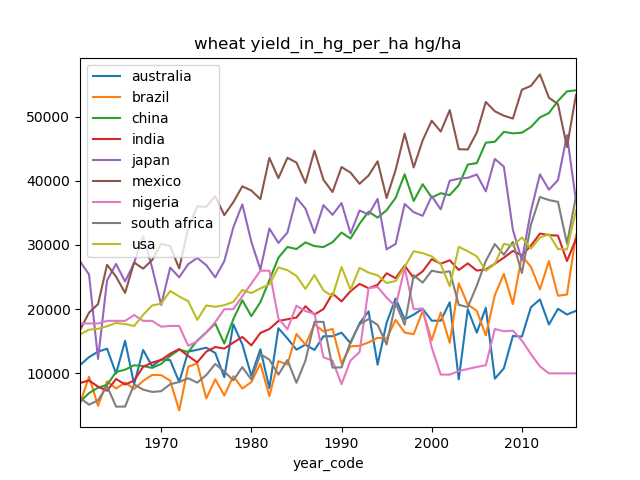 wheat yield_in_hg_per_ha hg/ha
australia
brazil
china
india
japan
mexico
nigeria
south africa
usa
50000
40000
30000
20000
10000
1970 1980 1990 2000 2010
year_code